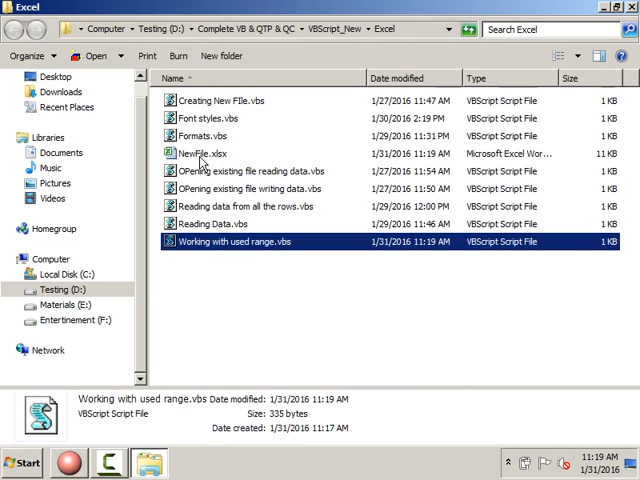 Excel
Computer Testing (D:) Complete VB & QTP & QC VBScript_New Excel Search Excel
Organize Open Print Burn New folder
Name Date modified Type Size
Desktop
Downloads
Recent Places
Libraries
Documents
Music
Pictures
Videos
Homegroup
Computer
Local Disk (C:)
Testing (D:)
Materials (E:)
Entertinement (F:)
Network
Creating New FIle.vbs 1/27/2016 11:47 AM VBScript Script File 1 KB
Font styles.vbs 1/30/2016 2:19 PM VBScript Script File 1 KB
Formats.vbs 1/29/2016 11:31 PM VBScript Script File 1 KB
NewFile.xlsx 1/31/2016 11:19 AM Microsoft Excel Wor... 11 KB
OPening existing file reading data.vbs 1/27/2016 11:54 AM VBScript Script File 1 KB
OPening existing file writing data.vbs 1/27/2016 11:50 AM VBScript Script File 1 KB
Reading data from all the rows.vbs 1/29/2016 12:00 PM VBScript Script File 1 KB
Reading Data.vbs 1/29/2016 11:46 AM VBScript Script File 1 KB
Working with used range.vbs 1/31/2016 11:19 AM VBScript Script File 1 KB
Working with used range.vbs Date modified: 1/31/2016 11:19 AM
VBScript Script File Size: 335 bytes
Date created: 1/31/2016 11:17 AM
Start
11:19 AM
1/31/2016